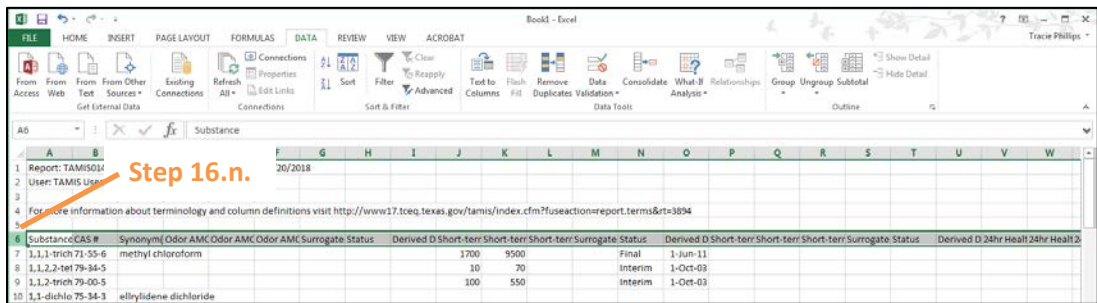 Book1 - Excel
FILE HOME INSERT PAGE LAYOUT FORMULAS DATA REVIEW VIEW ACROBAT Tracie Phillips
From Access From Web From Text From Other Sources Existing Connections Refresh All Connections Properties Edit Links Sort Filter Clear Reapply Advanced Text to Columns Flash Fill Remove Duplicates Data Validation Consolidate What-If Analysis Relationships Group Ungroup Subtotal Show Detail Hide Detail
Get External Data Connections Sort & Filter Data Tools Outline
A6 fx Substance
A B F G H I J K L M N O P Q R S T U V W
1 Report: TAMIS014 20/2018
2 User: TAMIS User
Step 16.n.
3
4 For more information about terminology and column definitions visit http://www17.tceq.texas.gov/tamis/index.cfm?fuseaction=report.terms&rt=3894
5
6 Substance CAS # Synonym( Odor AMC Odor AMC Odor AMC Surrogate Status Derived D Short-terr Short-terr Short-terr Surrogate Status Derived D Short-terr Short-terr Short-terr Surrogate Status Derived D 24hr Healt 24hr Healt 2
7 1,1,1-trich 71-55-6 methyl chloroform 1700 9500 Final 1-Jun-11
8 1,1,2,2-tet 79-34-5 10 70 Interim 1-Oct-03
9 1,1,2-trich 79-00-5 100 550 Interim 1-Oct-03
10 1,1-dichlo 75-34-3 ellrylidene dichloride